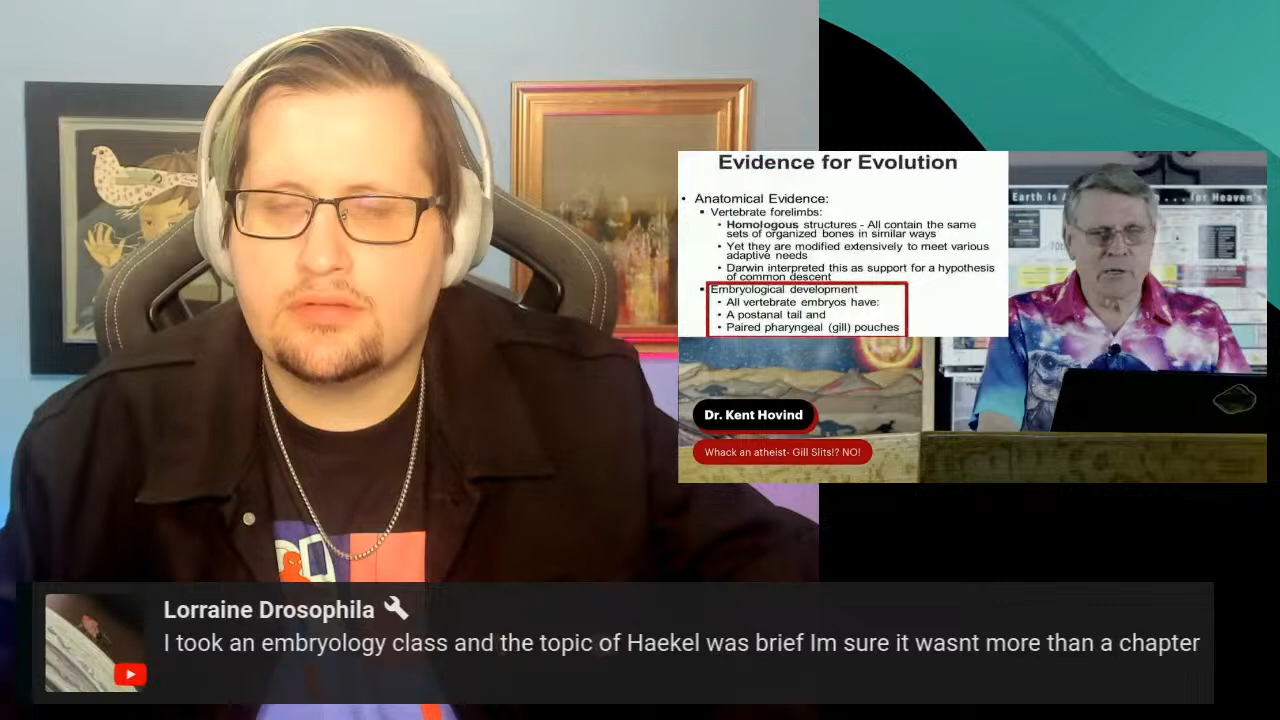 Evidence for Evolution
• Anatomical Evidence:
▪ Vertebrate forelimbs:
• Homologous structures - All contain the same
sets of organized bones in similar ways
• Yet they are modified extensively to meet various
adaptive needs
• Darwin interpreted this as support for a hypothesis
of common descent
▪ Embryological development
• All vertebrate embryos have:
• A postanal tail and
• Paired pharyngeal (gill) pouches
Earth Is
for Heaven's
Dr. Kent Hovind
Whack an atheist- Gill Slits!? NO!
Lorraine Drosophila
I took an embryology class and the topic of Haekel was brief Im sure it wasnt more than a chapter